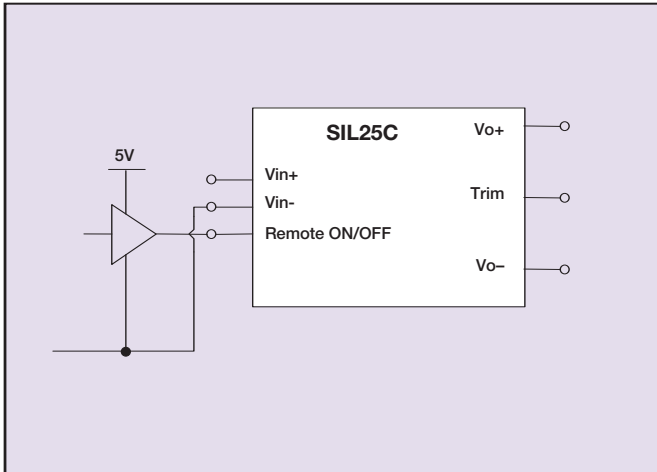 SIL25C
Vo+
5V
Vin+
Trim
Vin-
Remote ON/OFF
Vo–